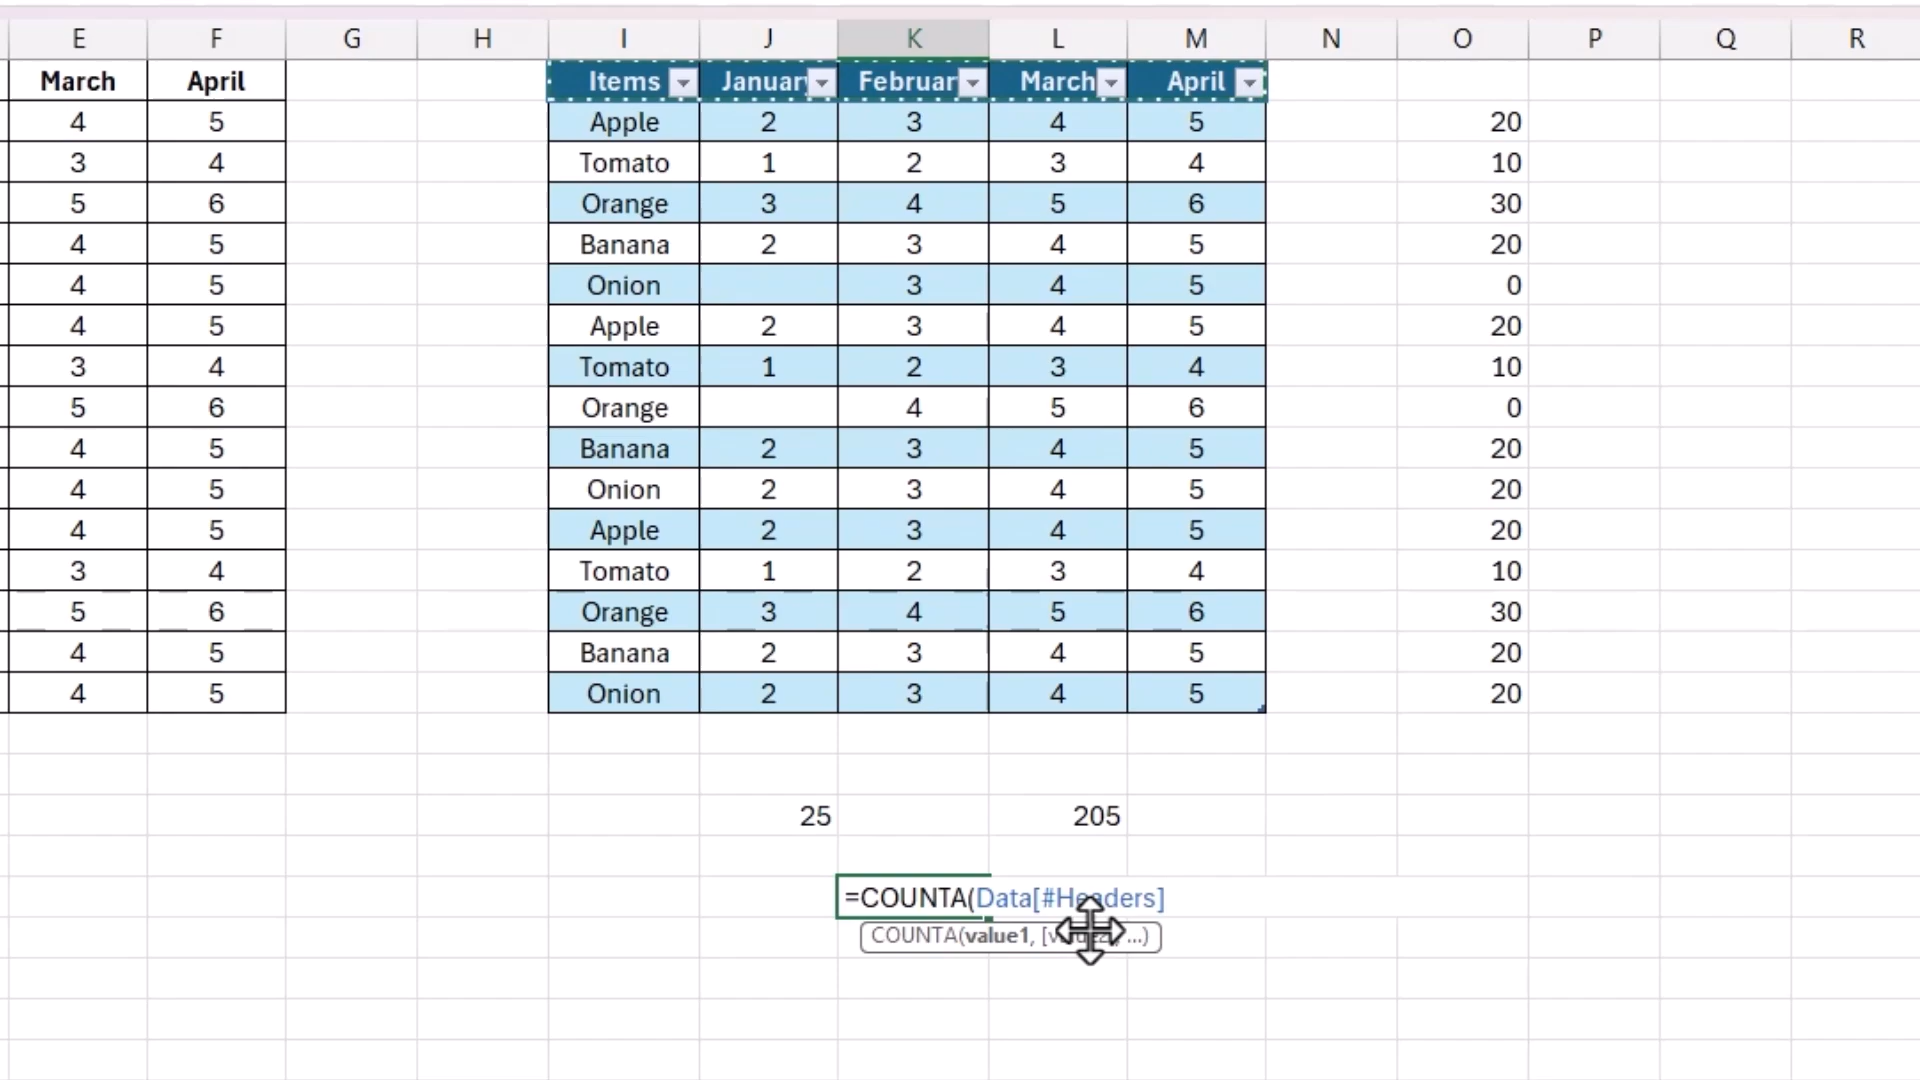 E F G H I J K L M N O P Q R
March April Items Januar Februar March April
4 5 Apple 2 3 4 5 20
3 4 Tomato 1 2 3 4 10
5 6 Orange 3 4 5 6 30
4 5 Banana 2 3 4 5 20
4 5 Onion 3 4 5 0
4 5 Apple 2 3 4 5 20
3 4 Tomato 1 2 3 4 10
5 6 Orange 4 5 6 0
4 5 Banana 2 3 4 5 20
4 5 Onion 2 3 4 5 20
4 5 Apple 2 3 4 5 20
3 4 Tomato 1 2 3 4 10
5 6 Orange 3 4 5 6 30
4 5 Banana 2 3 4 5 20
4 5 Onion 2 3 4 5 20
25 205
=COUNTA(Data[#Headers]
COUNTA(value1, ...)